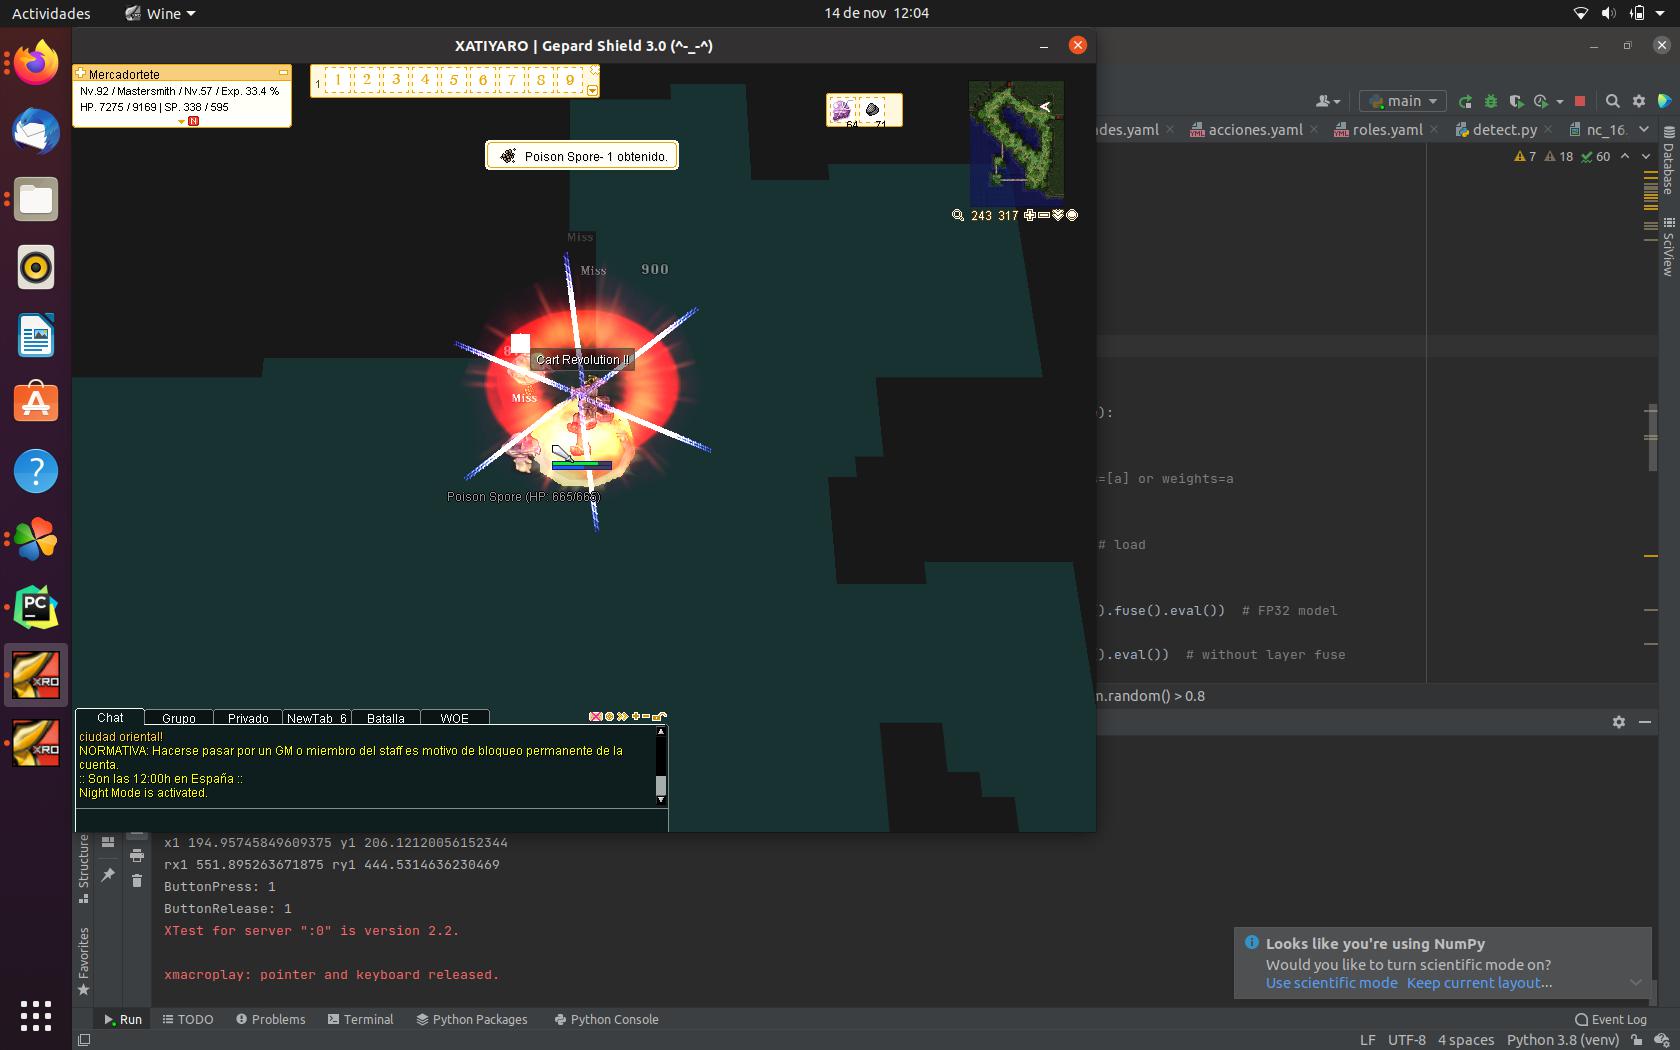 Actividades
Wine
14 de nov 12:04
XATIYARO | Gepard Shield 3.0 (^-_-^)
Mercadortete
Nv.92 / Mastersmith / Nv.57 / Exp. 33.4 %
HP. 7275 / 9169 | SP. 338 / 595
N
1 1 2 3 4 5 6 7 8 9
64 71
Poison Spore- 1 obtenido.
243 317
Miss
Miss 900
Cart Revolution !!
Miss
Poison Spore (HP: 665/665)
Chat Grupo Privado NewTab_6 Batalla WOE
ciudad oriental!
NORMATIVA: Hacerse pasar por un GM o miembro del staff es motivo de bloqueo permanente de la
cuenta.
:: Son las 12:00h en España ::
Night Mode is activated.
main
des.yaml acciones.yaml roles.yaml detect.py nc_16.
7 18 60
Database
SciView
):
=[a] or weights=a
# load
).fuse().eval()) # FP32 model
).eval()) # without layer fuse
m.random() > 0.8
x1 194.95745849609375 y1 206.12120056152344
rx1 551.895263671875 ry1 444.5314636230469
ButtonPress: 1
ButtonRelease: 1
XTest for server ":0" is version 2.2.
xmacroplay: pointer and keyboard released.
Structure
Favorites
Looks like you're using NumPy
Would you like to turn scientific mode on?
Use scientific mode Keep current layout...
Run TODO Problems Terminal Python Packages Python Console Event Log
LF UTF-8 4 spaces Python 3.8 (venv)
PC
XRO
XRO